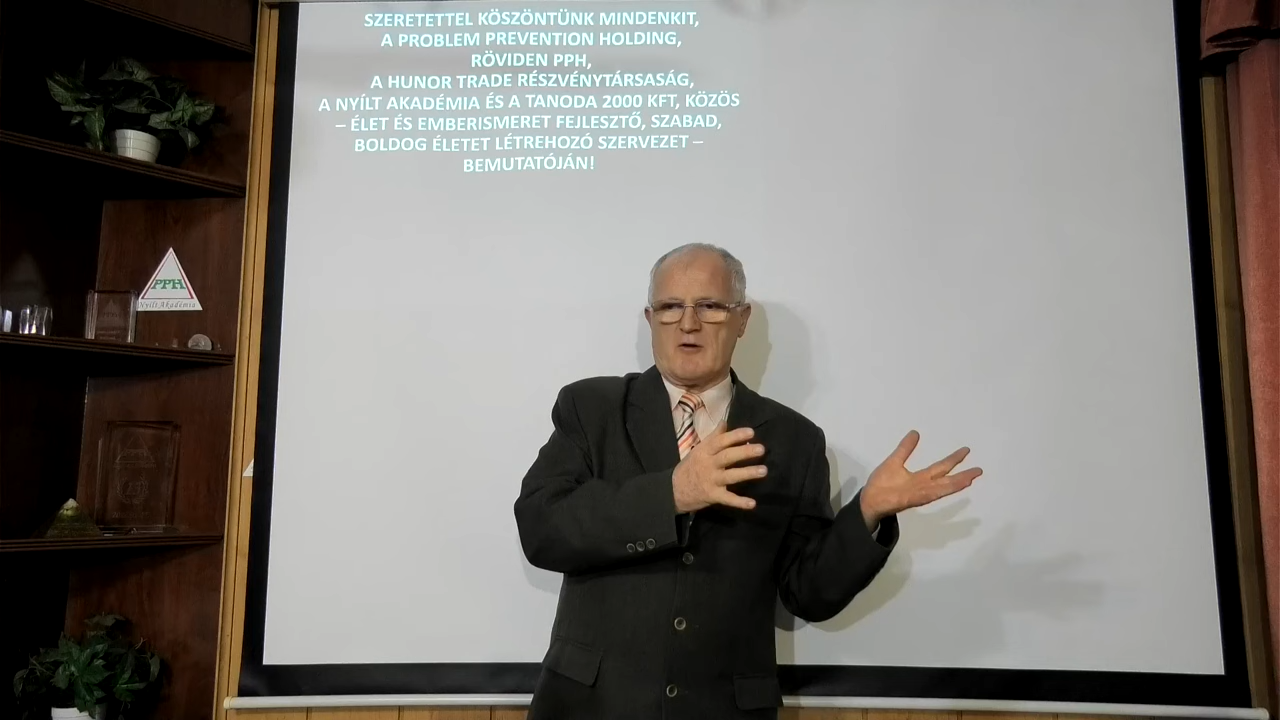 SZERETETTEL KÖSZÖNTÜNK MINDENKIT,
A PROBLEM PREVENTION HOLDING,
RÖVIDEN PPH,
A HUNOR TRADE RÉSZVÉNYTÁRSASÁG,
A NYÍLT AKADÉMIA ÉS A TANODA 2000 KFT, KÖZÖS
– ÉLET ÉS EMBERISMERET FEJLESZTŐ, SZABAD,
BOLDOG ÉLETET LÉTREHOZÓ SZERVEZET –
BEMUTATÓJÁN!
PPH
Nyílt Akadémia